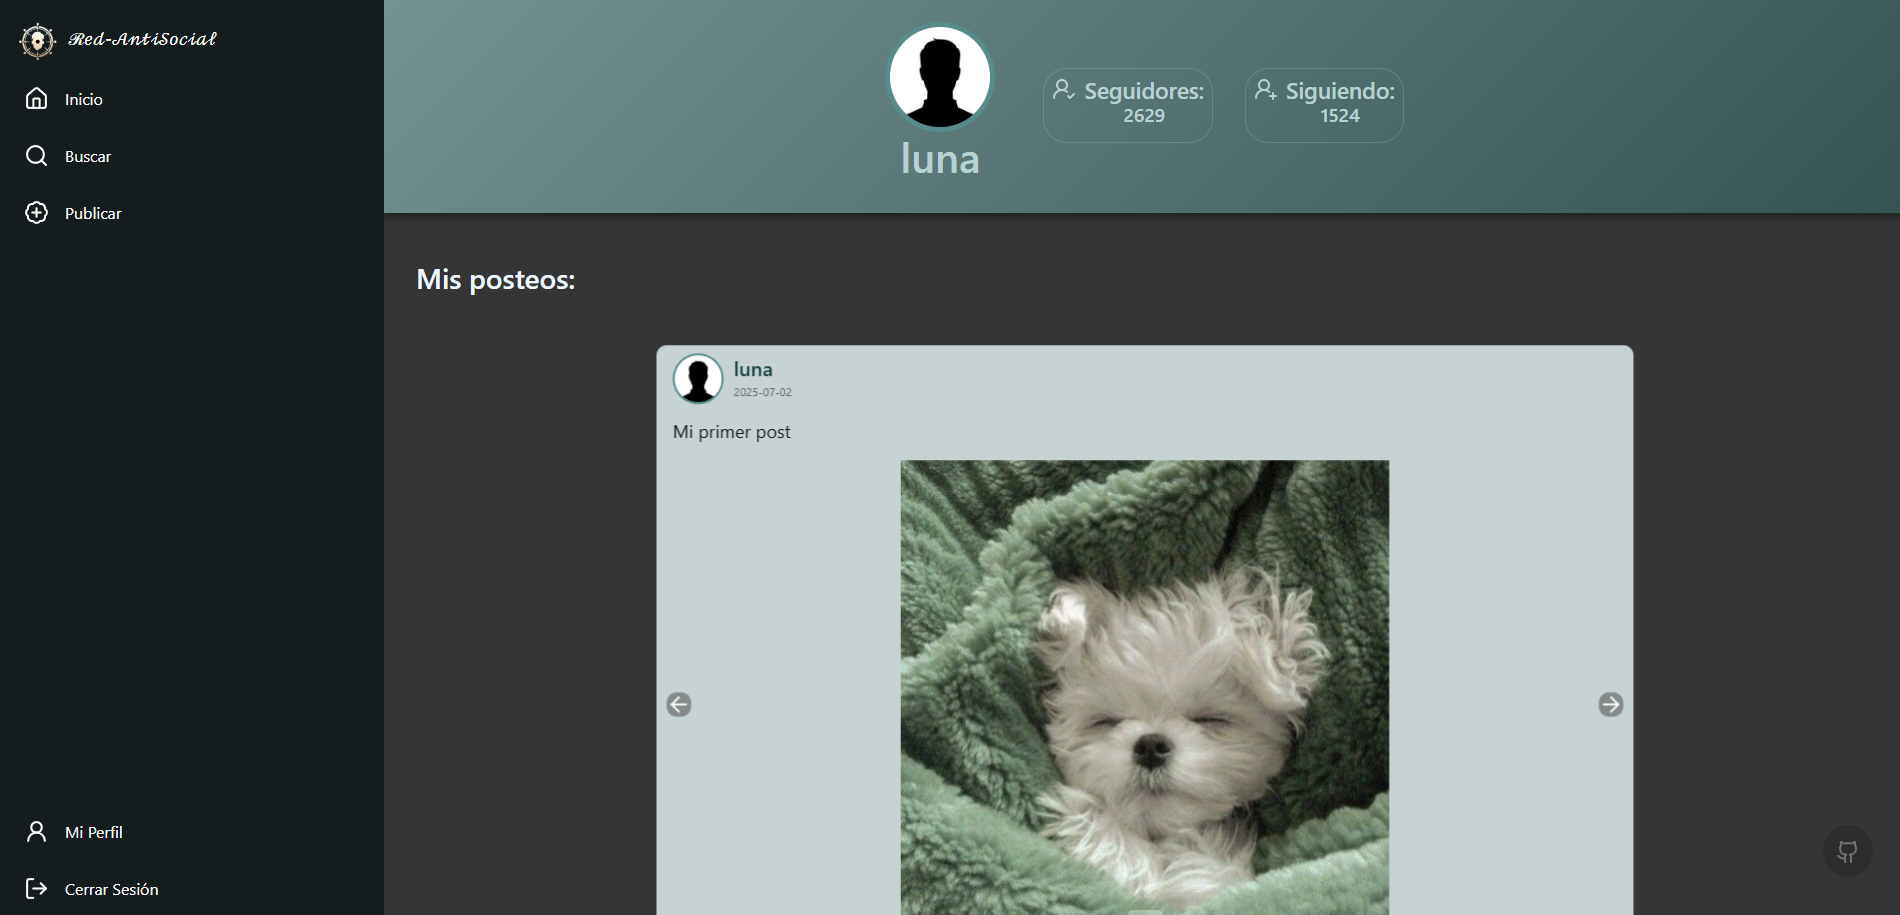 Red-AntiSocial
Inicio
Buscar
Publicar
Mi Perfil
Cerrar Sesión
luna
Seguidores:
2629
Siguiendo:
1524
Mis posteos:
luna
2025-07-02
Mi primer post